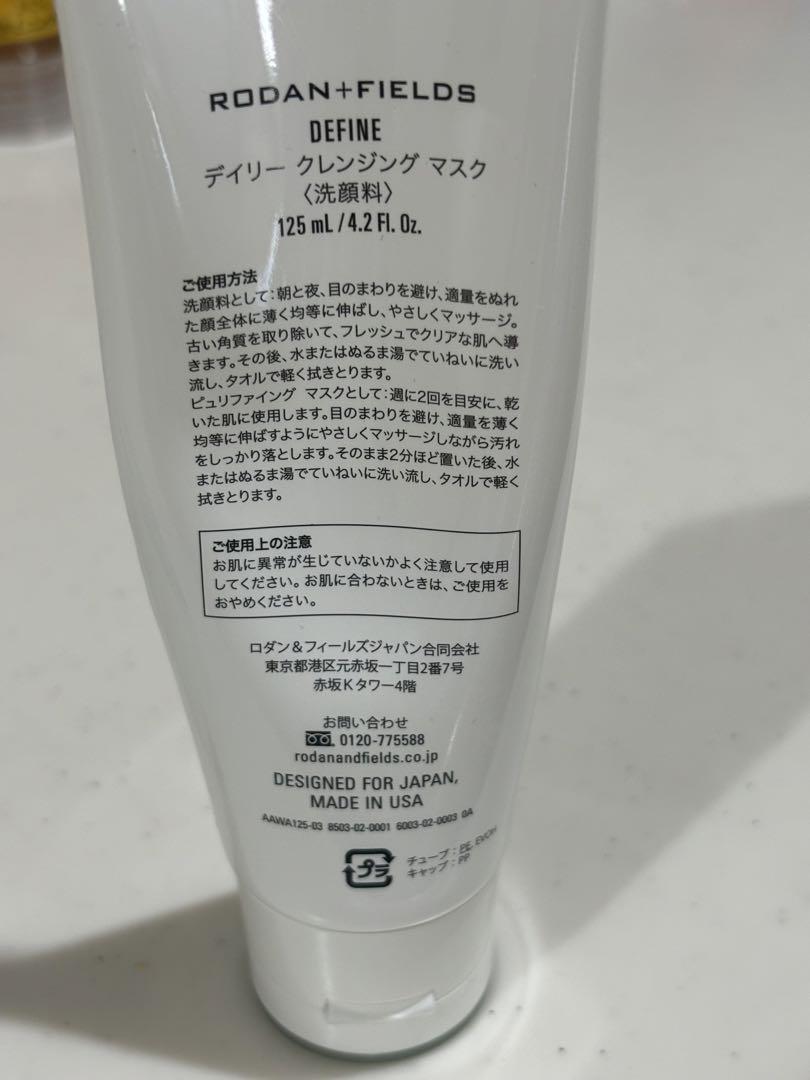 RODAN+FIELDS
DEFINE
デイリー クレンジング マスク
〈洗顔料〉
125 mL / 4.2 Fl. Oz.
ご使用方法
洗顔料として：朝と夜、目のまわりを避け、適量をぬれ
た顔全体に薄く均等に伸ばし、やさしくマッサージ。
古い角質を取り除いて、フレッシュでクリアな肌へ導
きます。その後、水またはぬるま湯でていねいに洗い
流し、タオルで軽く拭きとります。
ピュリファイング マスクとして：週に2回を目安に、乾
いた肌に使用します。目のまわりを避け、適量を薄く
均等に伸ばすようにやさしくマッサージしながら汚れ
をしっかり落とします。そのまま2分ほど置いた後、水
またはぬるま湯でていねいに洗い流し、タオルで軽く
拭きとります。
ご使用上の注意
お肌に異常が生じていないかよく注意して使用
してください。お肌に合わないときは、ご使用を
おやめください。
ロダン＆フィールズジャパン合同会社
東京都港区元赤坂一丁目2番7号
赤坂Kタワー4階
お問い合わせ
0120-775588
rodanandfields.co.jp
DESIGNED FOR JAPAN,
MADE IN USA
AAWA125-03 8503-02-0001 6003-02-0003 0A
プラ
チューブ：PE, EVOH
キャップ：PP